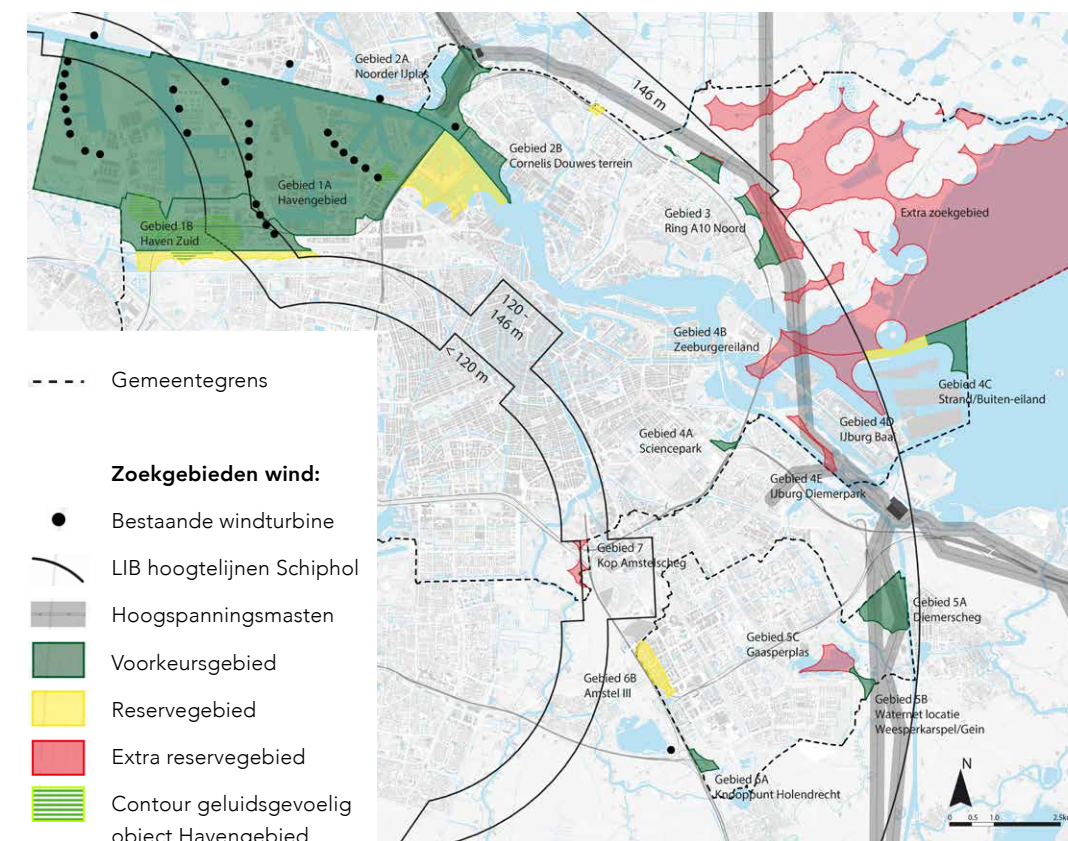 Gebied 2A
Noorder IJplas
146 m
Gebied 2B
Cornelis Douwes terrein
Gebied 1A
Havengebied
Gebied 1B
Haven Zuid
Gebied 3
Ring A10 Noord
Extra zoekgebied
120 -
146 m
< 120 m
Gebied 4B
Zeeburgereiland
Gebied 4C
Strand/Buiten-eiland
Gebied 4D
IJburg Baai
Gebied 4A
Sciencepark
Gebied 4E
IJburg Diemerpark
Gebied 7
Kop Amstelscheg
Gebied 5A
Diemerscheg
Gebied 5C
Gaasperplas
Gebied 6B
Amstel III
Gebied 5B
Waternet locatie
Weesperkarspel/Gein
Gebied 6A
Knooppunt Holendrecht
N
0 0.5 1.0 2.5k
Gemeentegrens
Zoekgebieden wind:
Bestaande windturbine
LIB hoogtelijnen Schiphol
Hoogspanningsmasten
Voorkeursgebied
Reservegebied
Extra reservegebied
Contour geluidsgevoelig
object Havengebied